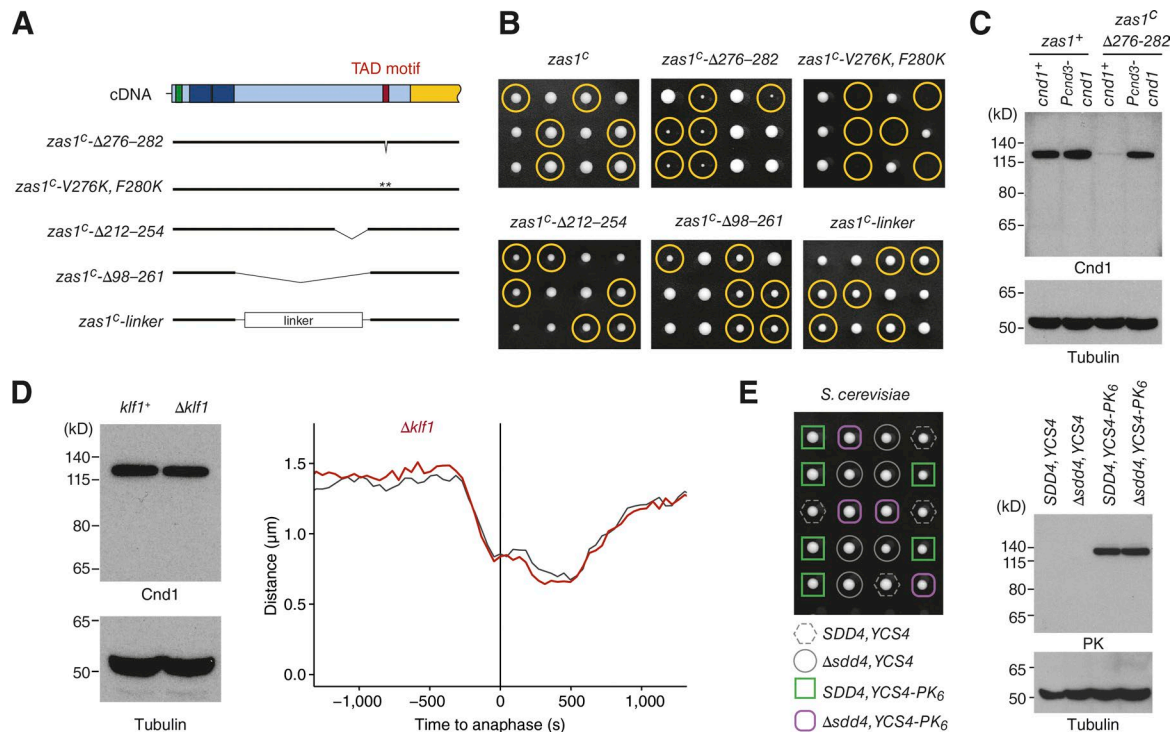 A
TAD motif
cDNA
zas1ᶜ-Δ276–282
zas1ᶜ-V276K, F280K
**
zas1ᶜ-Δ212–254
zas1ᶜ-Δ98–261
zas1ᶜ-linker
linker
B
zas1ᶜ
zas1ᶜ-Δ276–282
zas1ᶜ-V276K, F280K
zas1ᶜ-Δ212–254
zas1ᶜ-Δ98–261
zas1ᶜ-linker
C
zas1⁺
zas1ᶜ
Δ276-282
cnd1⁺
Pcnd3-
cnd1
cnd1⁺
Pcnd3-
cnd1
(kD)
140
115
80
65
Cnd1
65
50
Tubulin
D
klf1⁺
Δklf1
(kD)
140
115
80
65
Cnd1
65
50
Tubulin
Δklf1
Distance (μm)
1.5
1.0
0.5
0.0
−1,000
−500
0
500
1,000
Time to anaphase (s)
E
S. cerevisiae
SDD4, YCS4
Δsdd4, YCS4
SDD4, YCS4-PK₆
Δsdd4, YCS4-PK₆
SDD4, YCS4
Δsdd4, YCS4
SDD4, YCS4-PK₆
Δsdd4, YCS4-PK₆
(kD)
140
115
80
65
PK
65
50
Tubulin